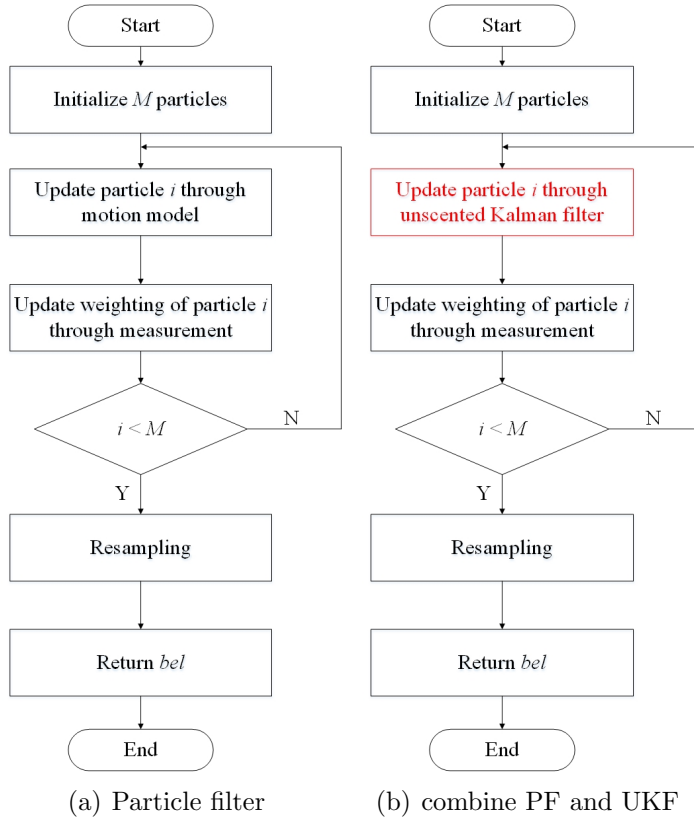 Start
Initialize M particles
Update particle i through
motion model
Update weighting of particle i
through measurement
i < M
N
Y
Resampling
Return bel
End
(a) Particle filter
Start
Initialize M particles
Update particle i through
unscented Kalman filter
Update weighting of particle i
through measurement
i < M
N
Y
Resampling
Return bel
End
(b) combine PF and UKF